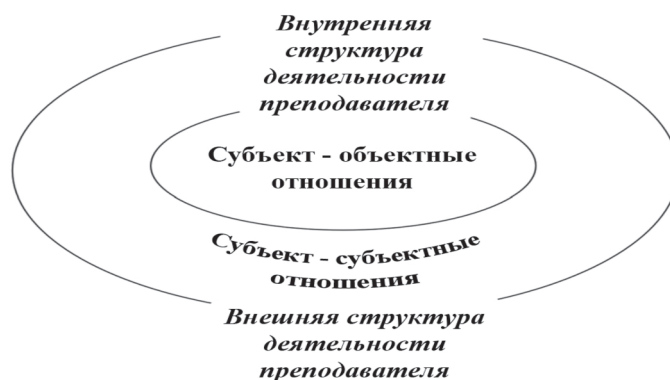 Внутренняя
структура
деятельности
преподавателя
Субъект - объектные
отношения
Субъект - субъектные
отношения
Внешняя структура
деятельности
преподавателя